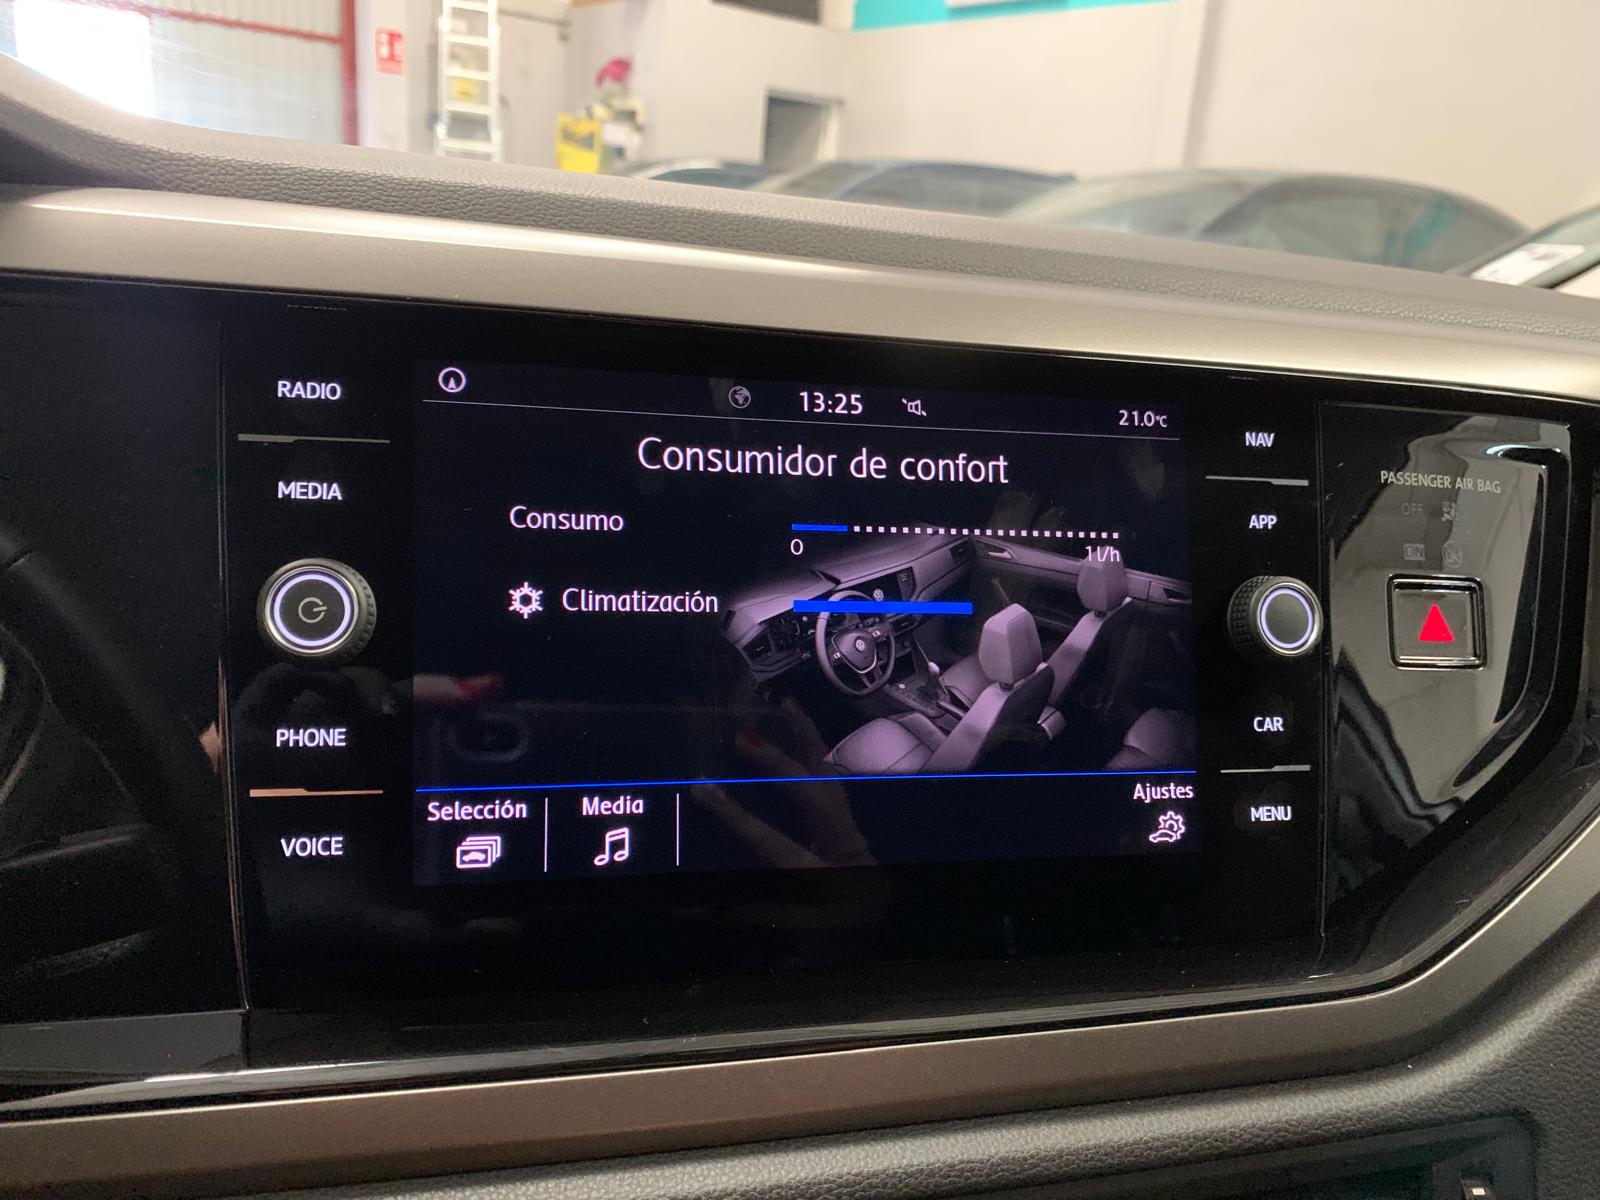 RADIO
MEDIA
PHONE
VOICE
13:25
21.0°C
Consumidor de confort
Consumo
0
1 l/h
Climatización
Selección
Media
Ajustes
NAV
APP
CAR
MENU
PASSENGER AIR BAG
OFF
ON